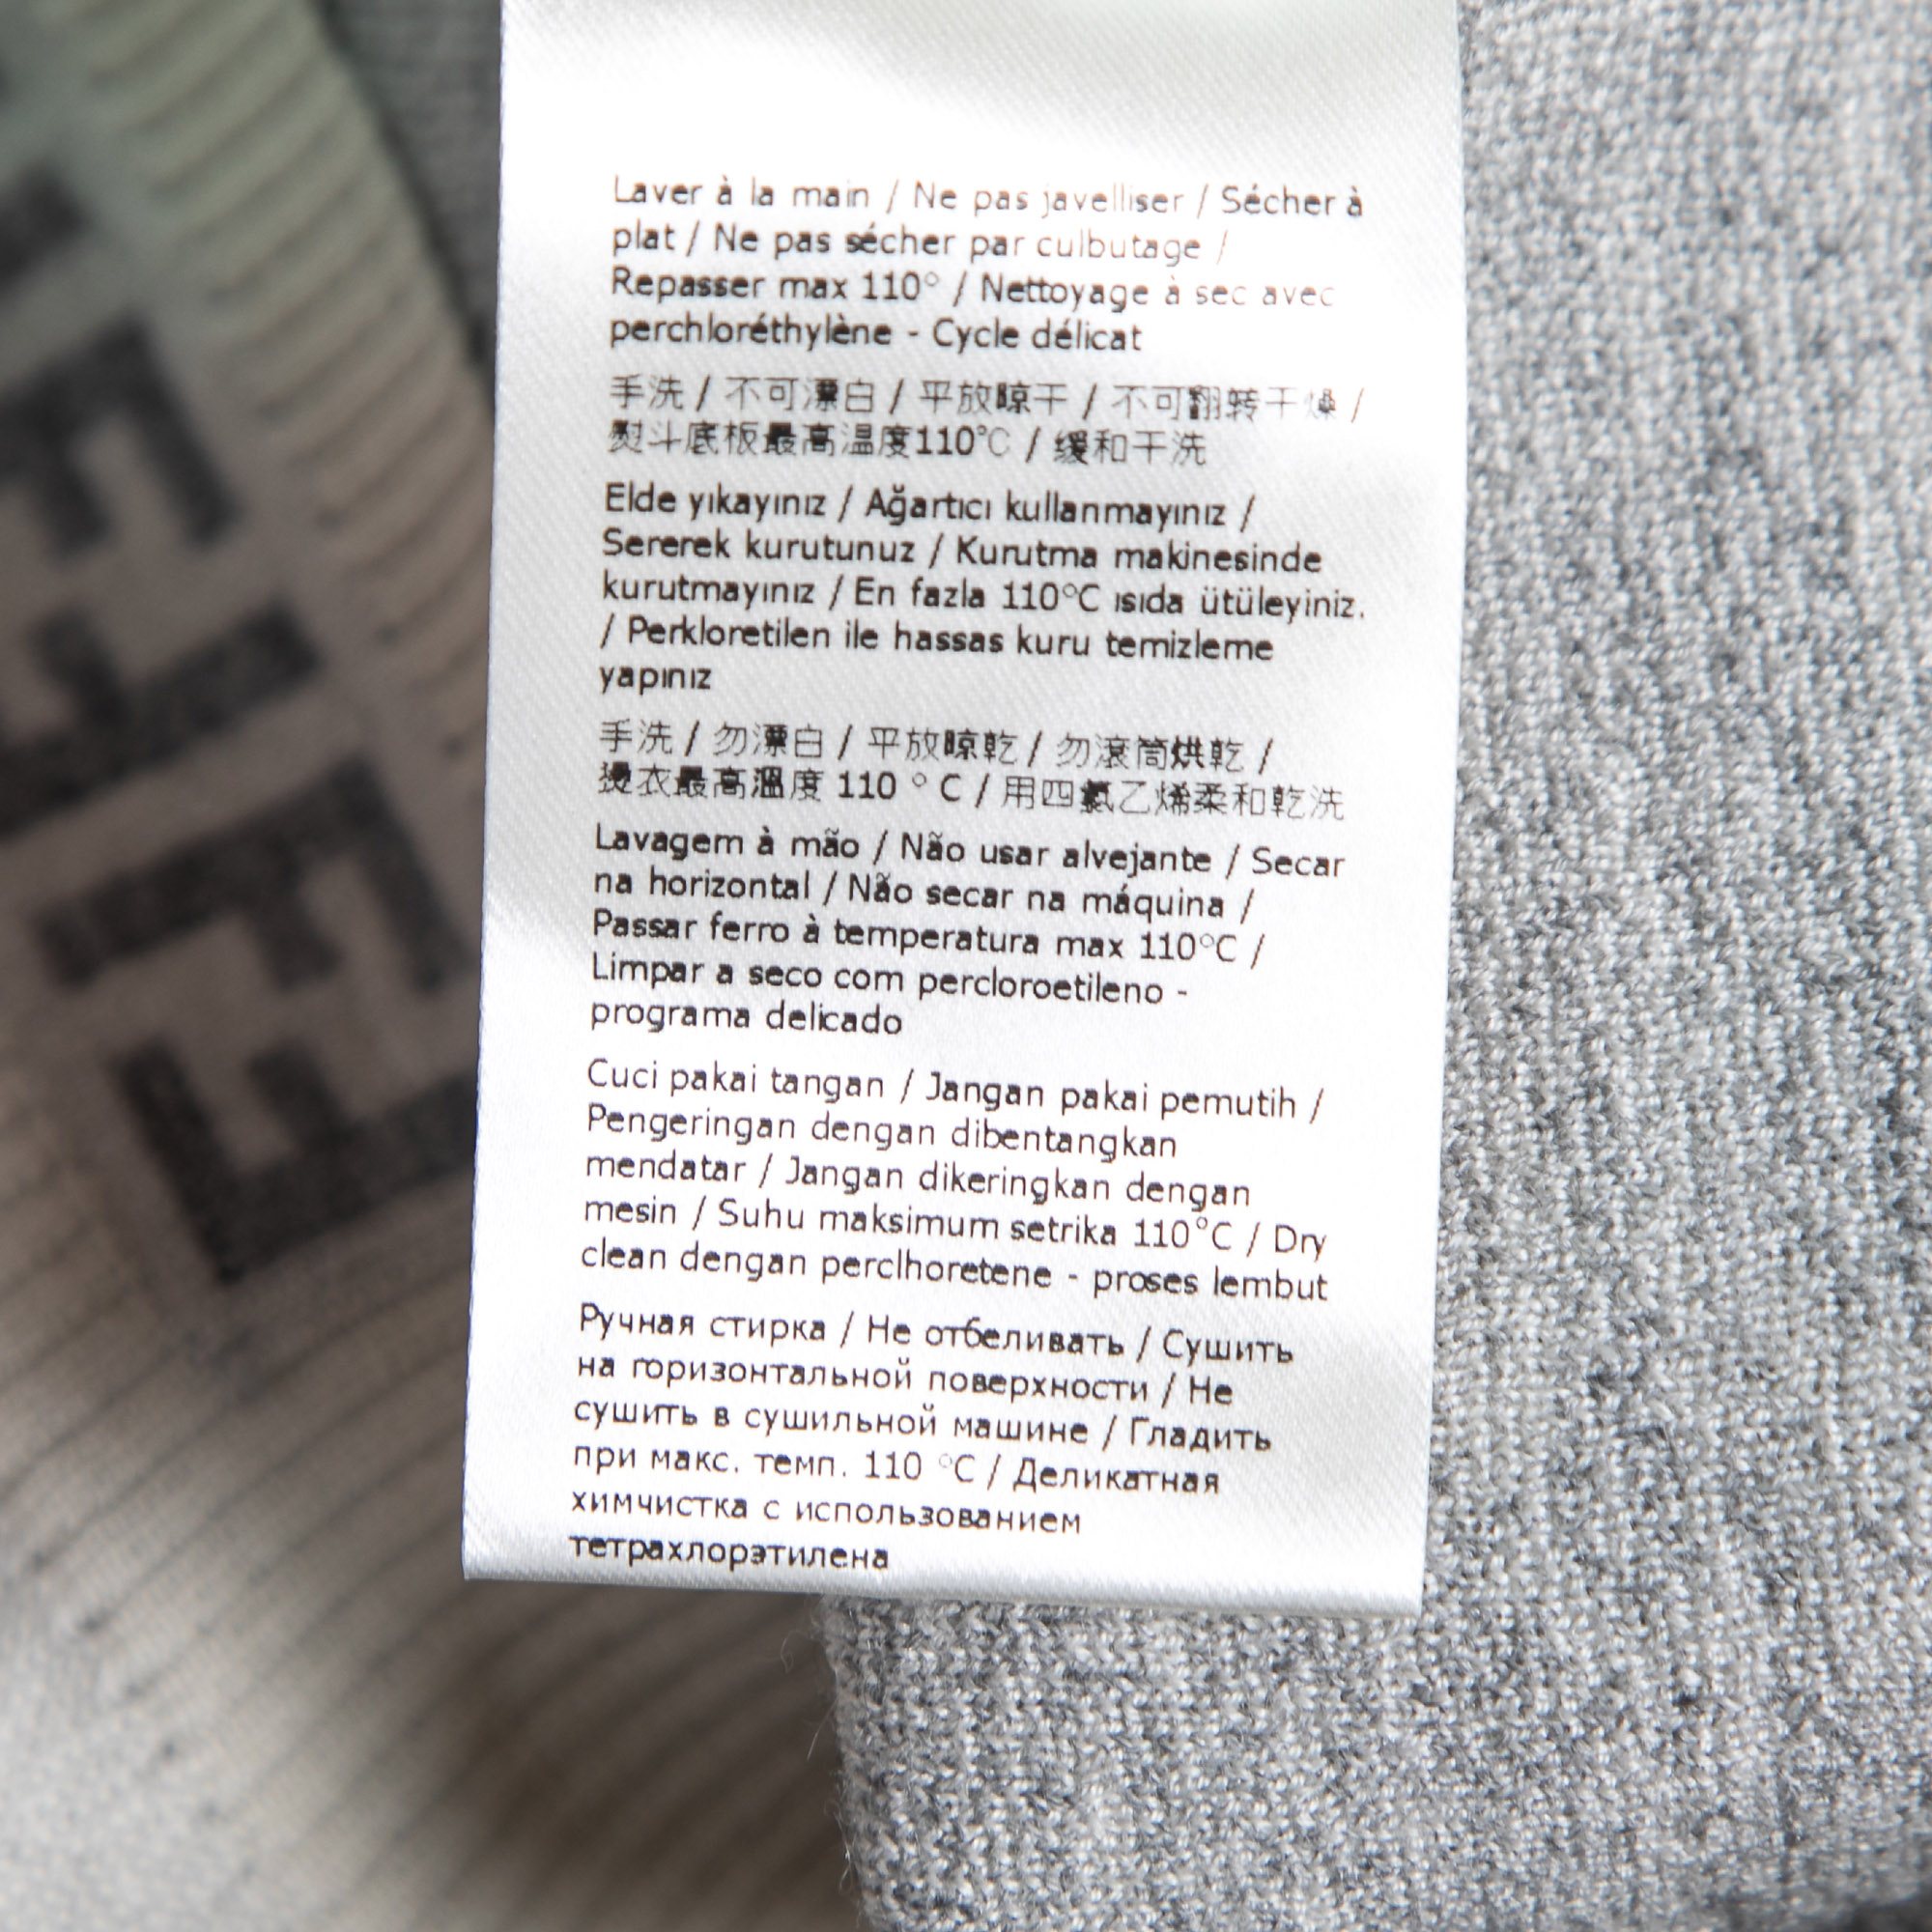 Laver à la main / Ne pas javelliser / Sécher à
plat / Ne pas sécher par culbutage /
Repasser max 110° / Nettoyage à sec avec
perchloréthylène - Cycle délicat
手洗 / 不可漂白 / 平放晾干 / 不可翻转干燥 /
熨斗底板最高温度110℃ / 缓和干洗
Elde yıkayınız / Ağartıcı kullanmayınız /
Sererek kurutunuz / Kurutma makinesinde
kurutmayınız / En fazla 110°C ısıda ütüleyiniz.
/ Perkloretilen ile hassas kuru temizleme
yapınız
手洗 / 勿漂白 / 平放晾乾 / 勿滾筒烘乾 /
燙衣最高溫度 110 ° C / 用四氯乙烯柔和乾洗
Lavagem à mão / Não usar alvejante / Secar
na horizontal / Não secar na máquina /
Passar ferro à temperatura max 110°C /
Limpar a seco com percloroetileno -
programa delicado
Cuci pakai tangan / Jangan pakai pemutih /
Pengeringan dengan dibentangkan
mendatar / Jangan dikeringkan dengan
mesin / Suhu maksimum setrika 110°C / Dry
clean dengan perclhoretene - proses lembut
Ручная стирка / Не отбеливать / Сушить
на горизонтальной поверхности / Не
сушить в сушильной машине / Гладить
при макс. темп. 110 °C / Деликатная
химчистка с использованием
тетрахлорэтилена